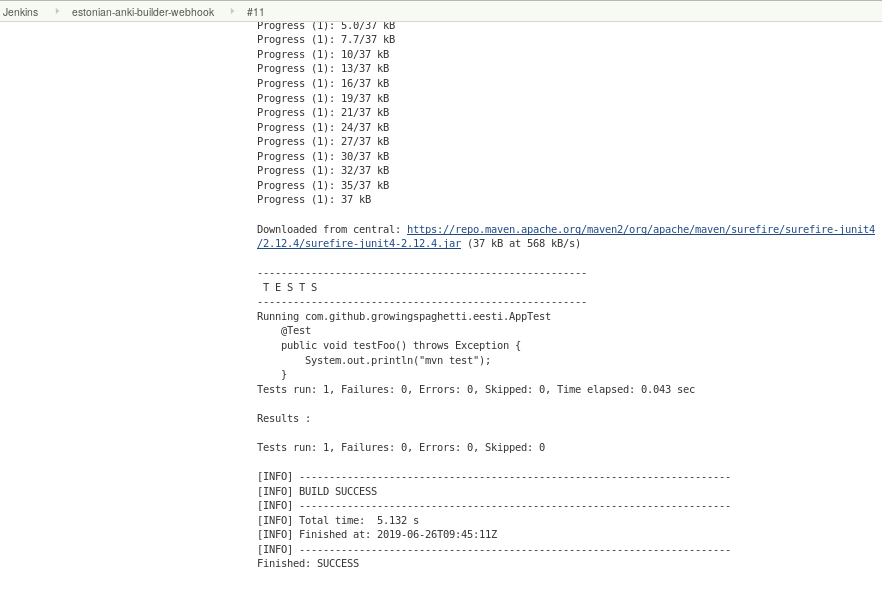 Jenkins estonian-anki-builder-webhook #11
Progress (1): 5.0/37 kB
Progress (1): 7.7/37 kB
Progress (1): 10/37 kB
Progress (1): 13/37 kB
Progress (1): 16/37 kB
Progress (1): 19/37 kB
Progress (1): 21/37 kB
Progress (1): 24/37 kB
Progress (1): 27/37 kB
Progress (1): 30/37 kB
Progress (1): 32/37 kB
Progress (1): 35/37 kB
Progress (1): 37 kB
Downloaded from central: https://repo.maven.apache.org/maven2/org/apache/maven/surefire/surefire-junit4
/2.12.4/surefire-junit4-2.12.4.jar (37 kB at 568 kB/s)
-------------------------------------------------------
T E S T S
-------------------------------------------------------
Running com.github.growingspaghetti.eesti.AppTest
@Test
public void testFoo() throws Exception {
System.out.println("mvn test");
}
Tests run: 1, Failures: 0, Errors: 0, Skipped: 0, Time elapsed: 0.043 sec
Results :
Tests run: 1, Failures: 0, Errors: 0, Skipped: 0
[INFO] ------------------------------------------------------------------------
[INFO] BUILD SUCCESS
[INFO] ------------------------------------------------------------------------
[INFO] Total time:  5.132 s
[INFO] Finished at: 2019-06-26T09:45:11Z
[INFO] ------------------------------------------------------------------------
Finished: SUCCESS